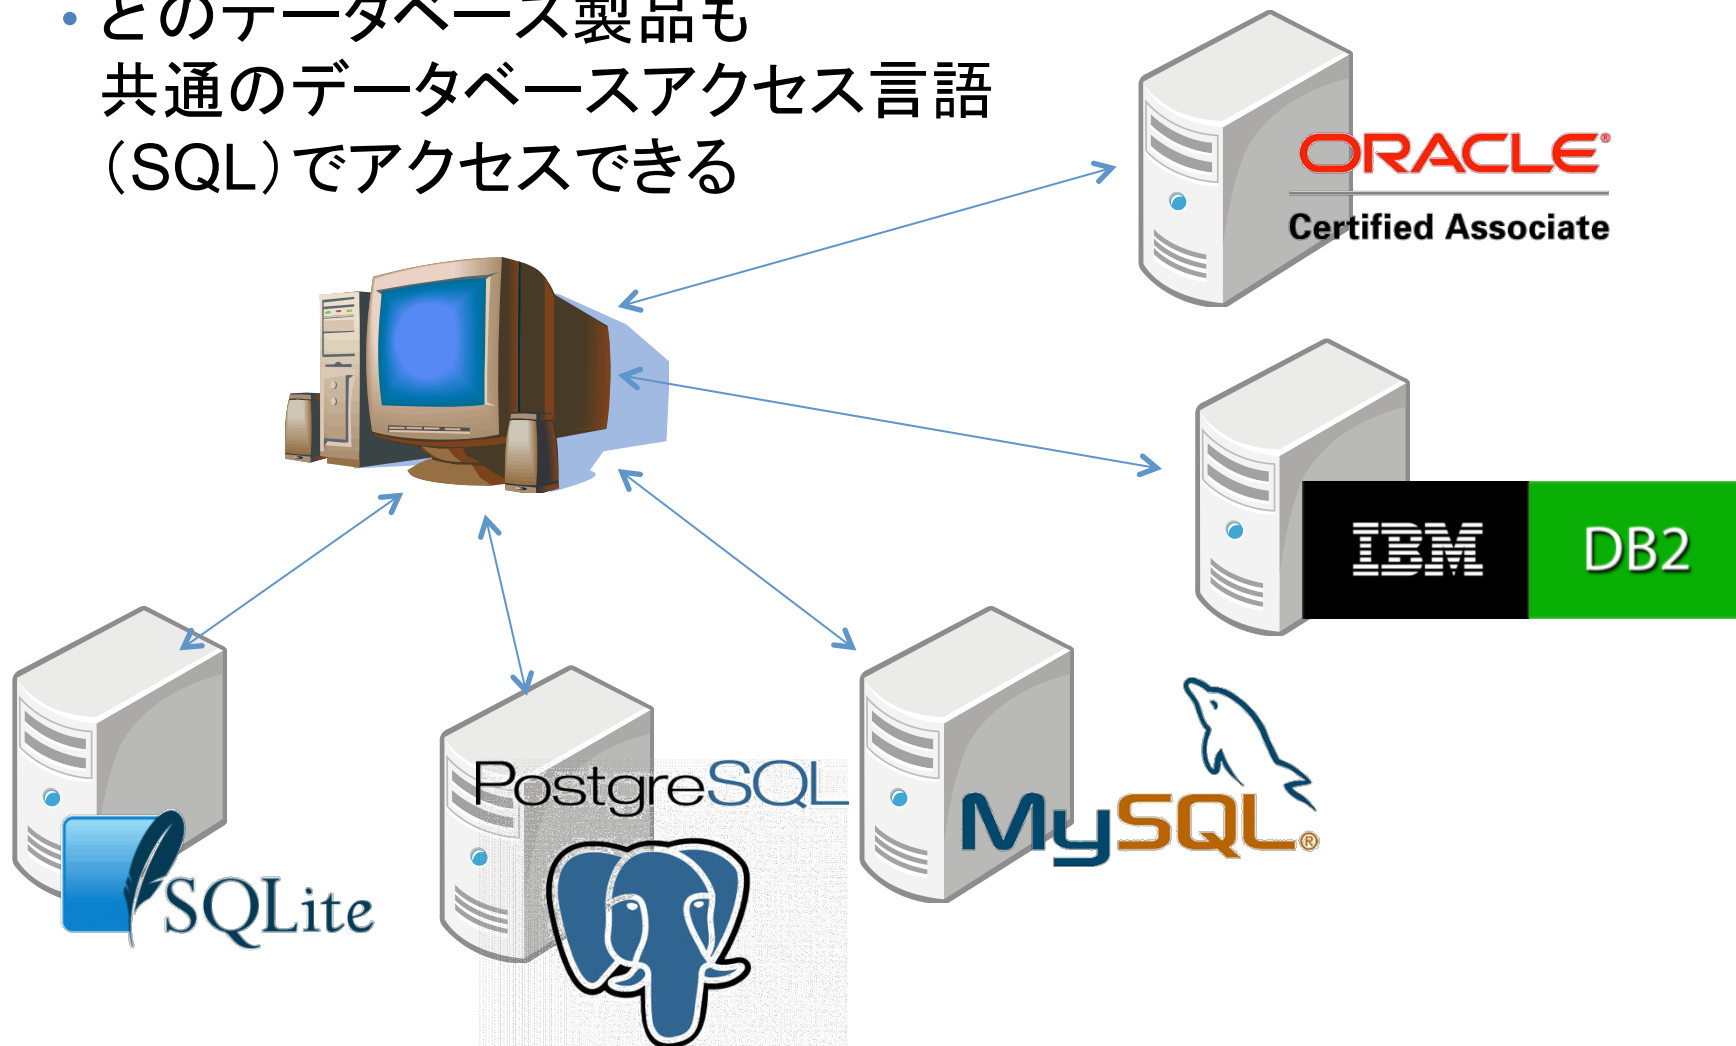 • どのデータベース製品も
共通のデータベースアクセス言語
（SQL）でアクセスできる
ORACLE®
Certified Associate
IBM DB2
PostgreSQL
MySQL®
SQLite